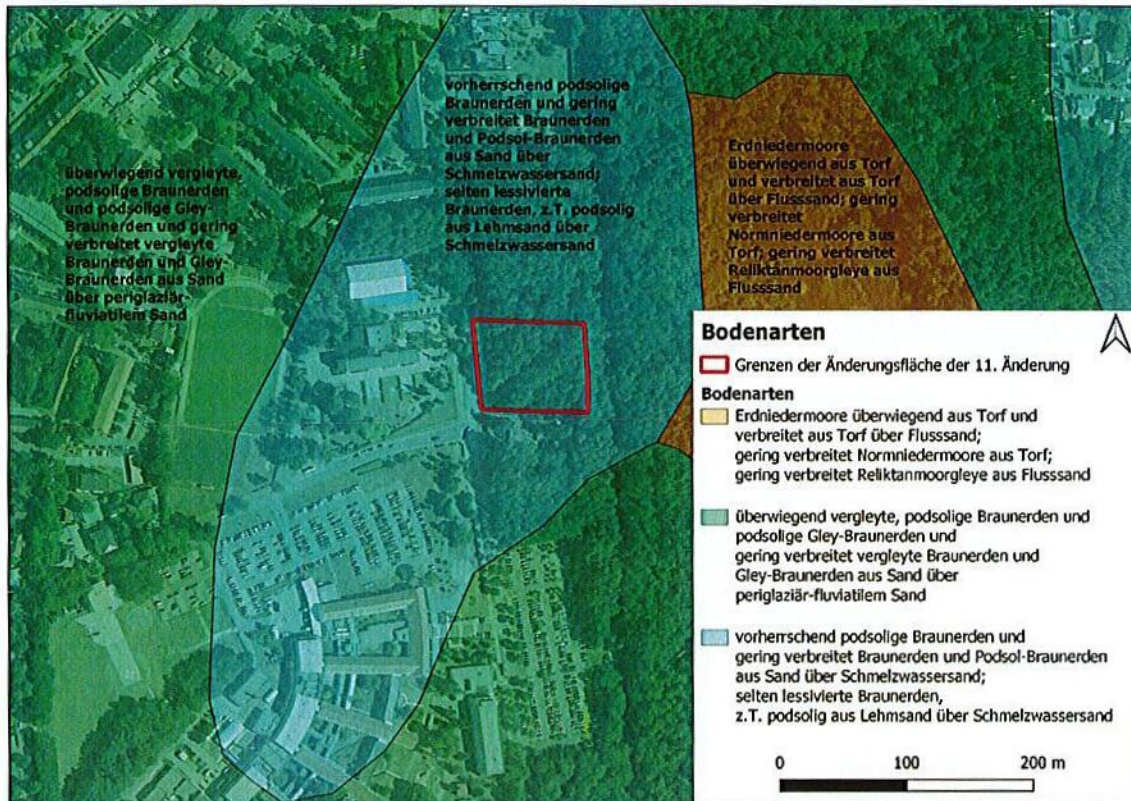 überwiegend vergleyte,
podsolige Braunerden
und podsolige Gley-
Braunerden und gering
verbreitet vergleyte
Braunerden und Gley-
Braunerden aus Sand
über periglaziär-
fluviatilem Sand
vorherrschend podsolige
Braunerden und gering
verbreitet Braunerden
und Podsol-Braunerden
aus Sand über
Schmelzwassersand;
selten lessivierte
Braunerden, z.T. podsolig
aus Lehmsand über
Schmelzwassersand
Erdniedermoore
überwiegend aus Torf
und verbreitet aus Torf
über Flusssand; gering
verbreitet
Normniedermoore aus
Torf; gering verbreitet
Reliktanmoorgleye aus
Flusssand
Bodenarten
Grenzen der Änderungsfläche der 11. Änderung
Bodenarten
Erdniedermoore überwiegend aus Torf und
verbreitet aus Torf über Flusssand;
gering verbreitet Normniedermoore aus Torf;
gering verbreitet Reliktanmoorgleye aus Flusssand
überwiegend vergleyte, podsolige Braunerden und
podsolige Gley-Braunerden und
gering verbreitet vergleyte Braunerden und
Gley-Braunerden aus Sand über
periglaziär-fluviatilem Sand
vorherrschend podsolige Braunerden und
gering verbreitet Braunerden und Podsol-Braunerden
aus Sand über Schmelzwassersand;
selten lessivierte Braunerden,
z.T. podsolig aus Lehmsand über Schmelzwassersand
0 100 200 m